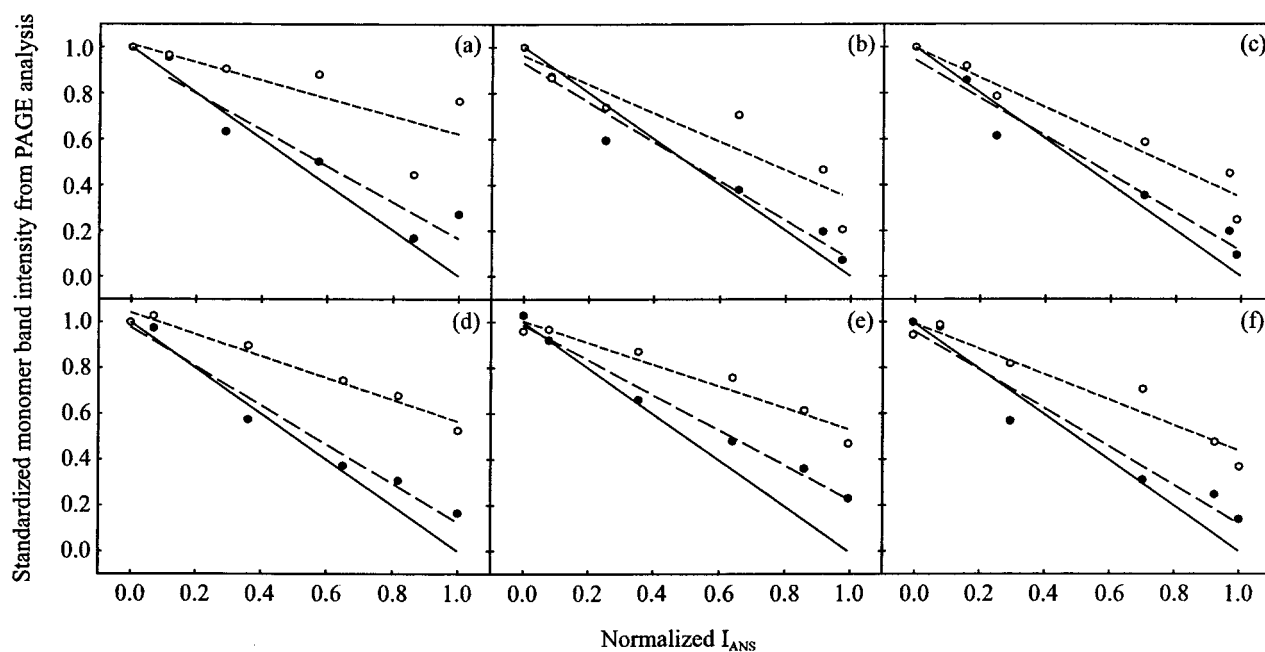 Standardized monomer band intensity from PAGE analysis
(a)
(b)
(c)
1.0
0.8
0.6
0.4
0.2
0.0
(d)
(e)
(f)
1.0
0.8
0.6
0.4
0.2
0.0
0.0 0.2 0.4 0.6 0.8 1.0 0.0 0.2 0.4 0.6 0.8 1.0 0.0 0.2 0.4 0.6 0.8 1.0
Normalized I_ANS